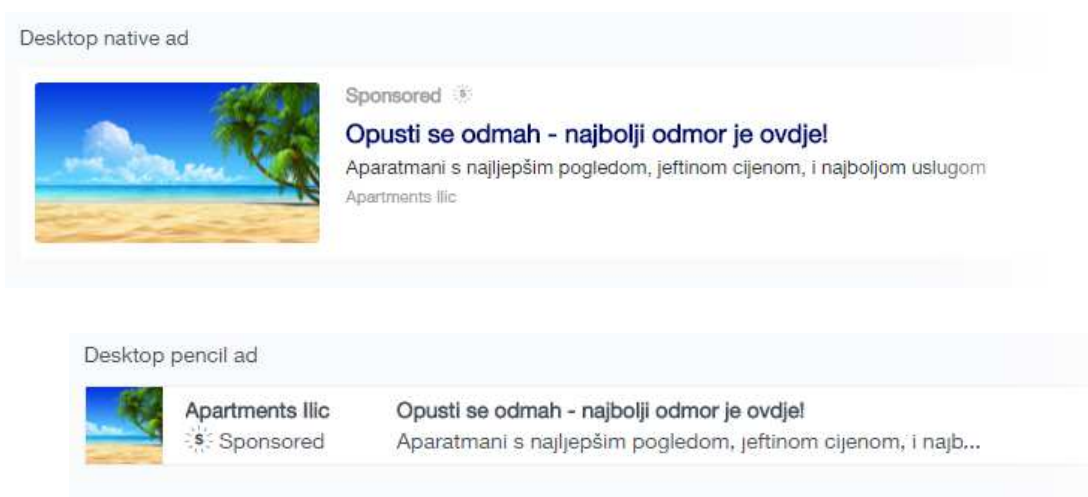 Desktop native ad
Sponsored
Opusti se odmah - najbolji odmor je ovdje!
Aparatmani s najljepšim pogledom, jeftinom cijenom, i najboljom uslugom
Apartments Ilic
Desktop pencil ad
Apartments Ilic Opusti se odmah - najbolji odmor je ovdje!
S Sponsored Aparatmani s najljepšim pogledom, jeftinom cijenom, i najb...